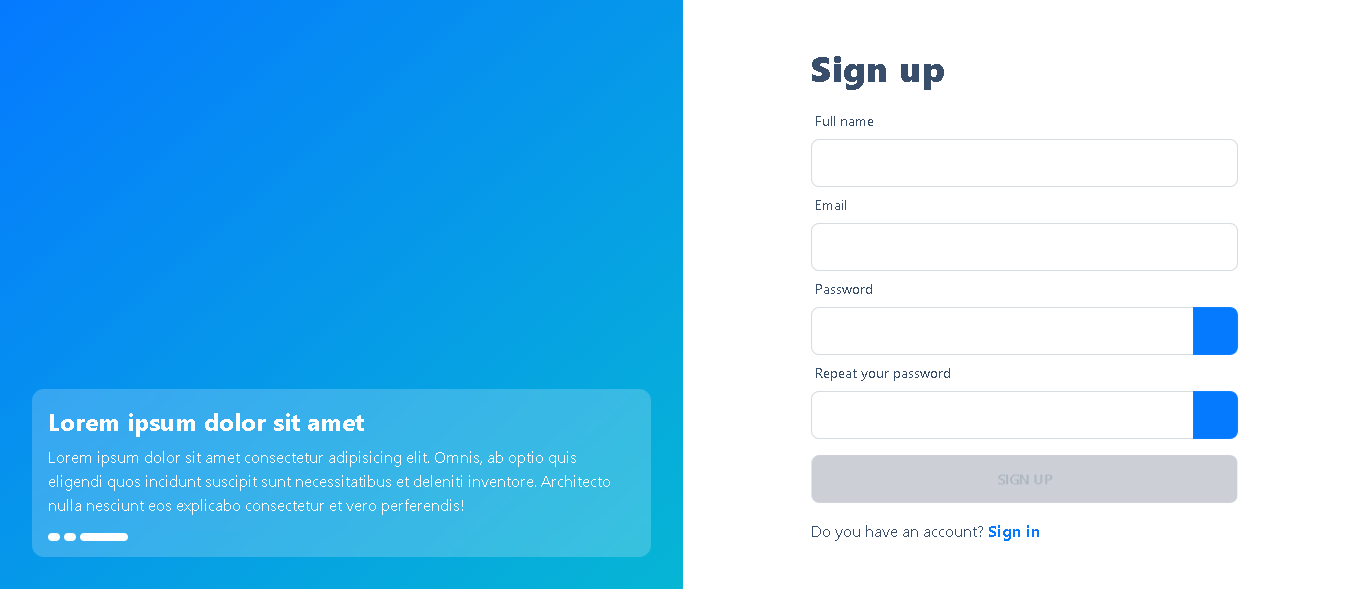 Lorem ipsum dolor sit amet
Lorem ipsum dolor sit amet consectetur adipisicing elit. Omnis, ab optio quis
eligendi quos incidunt suscipit sunt necessitatibus et deleniti inventore. Architecto
nulla nesciunt eos explicabo consectetur et vero perferendis!
Sign up
Full name
Email
Password
Repeat your password
SIGN UP
Do you have an account? Sign in